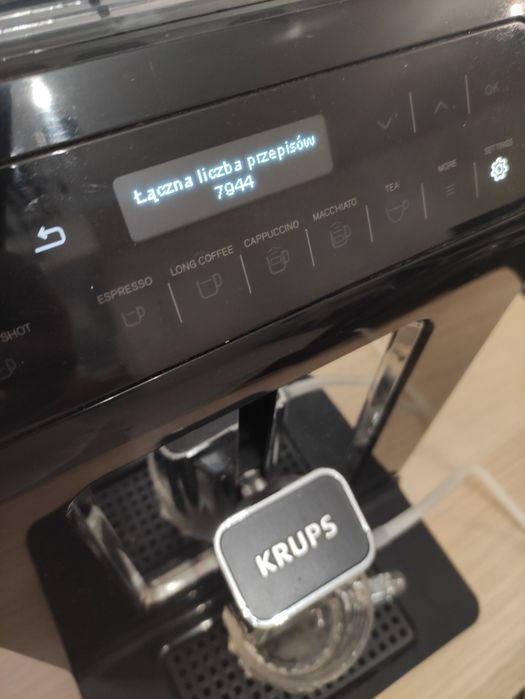 Łączna liczba przepisów
7944
OK
SETTINGS
MORE
TEA
MACCHIATO
CAPPUCCINO
LONG COFFEE
ESPRESSO
SHOT
KRUPS